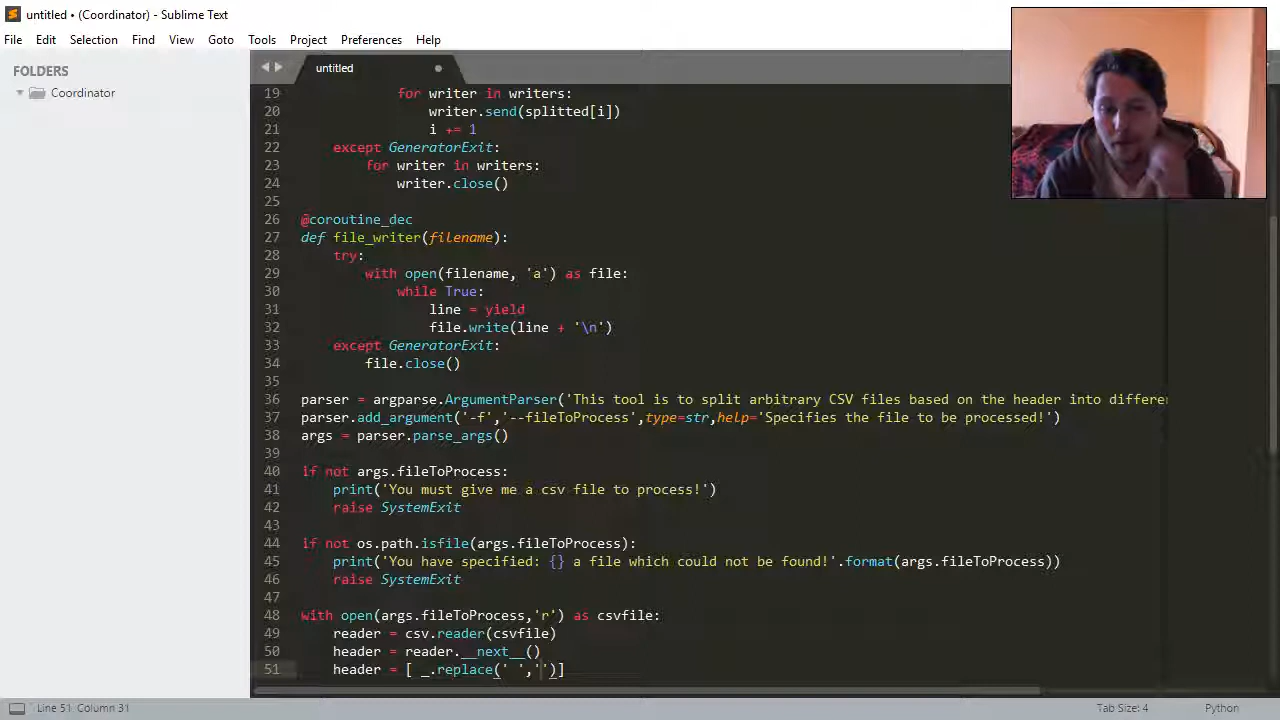 untitled • (Coordinator) - Sublime Text
File Edit Selection Find View Goto Tools Project Preferences Help
FOLDERS
Coordinator
untitled
19 for writer in writers:
20 writer.send(splitted[i])
21 i += 1
22 except GeneratorExit:
23 for writer in writers:
24 writer.close()
25
26 @coroutine_dec
27 def file_writer(filename):
28 try:
29 with open(filename, 'a') as file:
30 while True:
31 line = yield
32 file.write(line + '\n')
33 except GeneratorExit:
34 file.close()
35
36 parser = argparse.ArgumentParser('This tool is to split arbitrary CSV files based on the header into differen
37 parser.add_argument('-f','--fileToProcess',type=str,help='Specifies the file to be processed!')
38 args = parser.parse_args()
39
40 if not args.fileToProcess:
41 print('You must give me a csv file to process!')
42 raise SystemExit
43
44 if not os.path.isfile(args.fileToProcess):
45 print('You have specified: {} a file which could not be found!'.format(args.fileToProcess))
46 raise SystemExit
47
48 with open(args.fileToProcess,'r') as csvfile:
49 reader = csv.reader(csvfile)
50 header = reader.__next__()
51 header = [ _.replace(' ','')]
Line 51 Column 31
Tab Size: 4
Python